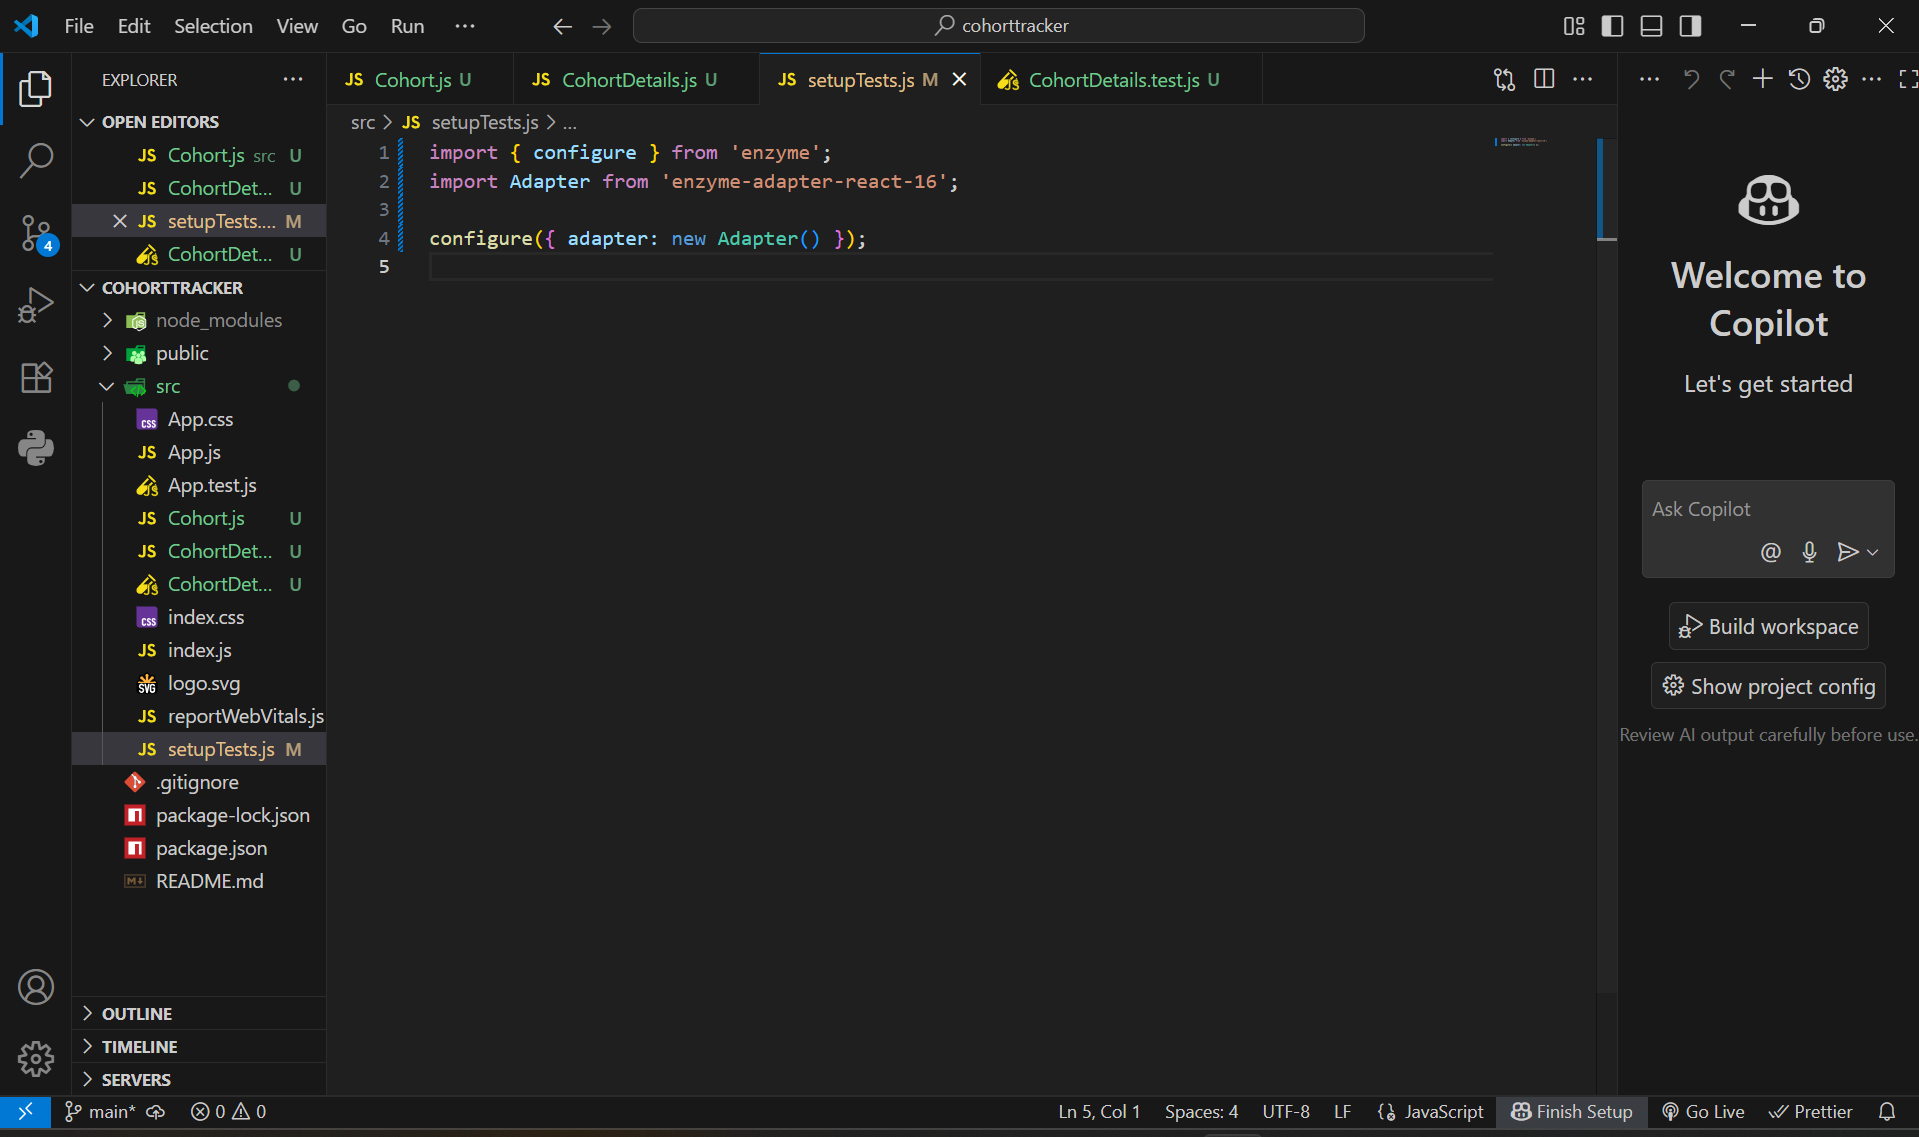 File Edit Selection View Go Run ...
cohorttracker
EXPLORER
JS Cohort.js U
JS CohortDetails.js U
JS setupTests.js M
CohortDetails.test.js U
OPEN EDITORS
JS Cohort.js src U
JS CohortDet... U
JS setupTests.... M
CohortDet... U
COHORTTRACKER
node_modules
public
src
css App.css
JS App.js
JS App.test.js
JS Cohort.js U
JS CohortDet... U
JS CohortDet... U
css index.css
JS index.js
SVG logo.svg
JS reportWebVitals.js
JS setupTests.js M
.gitignore
package-lock.json
package.json
README.md
OUTLINE
TIMELINE
SERVERS
4
src > JS setupTests.js > ...
1 import { configure } from 'enzyme';
2 import Adapter from 'enzyme-adapter-react-16';
3
4 configure({ adapter: new Adapter() });
5
Welcome to
Copilot
Let's get started
Ask Copilot
@
Build workspace
Show project config
Review AI output carefully before use.
main* 0 0
Ln 5, Col 1 Spaces: 4 UTF-8 LF {} JavaScript Finish Setup Go Live Prettier